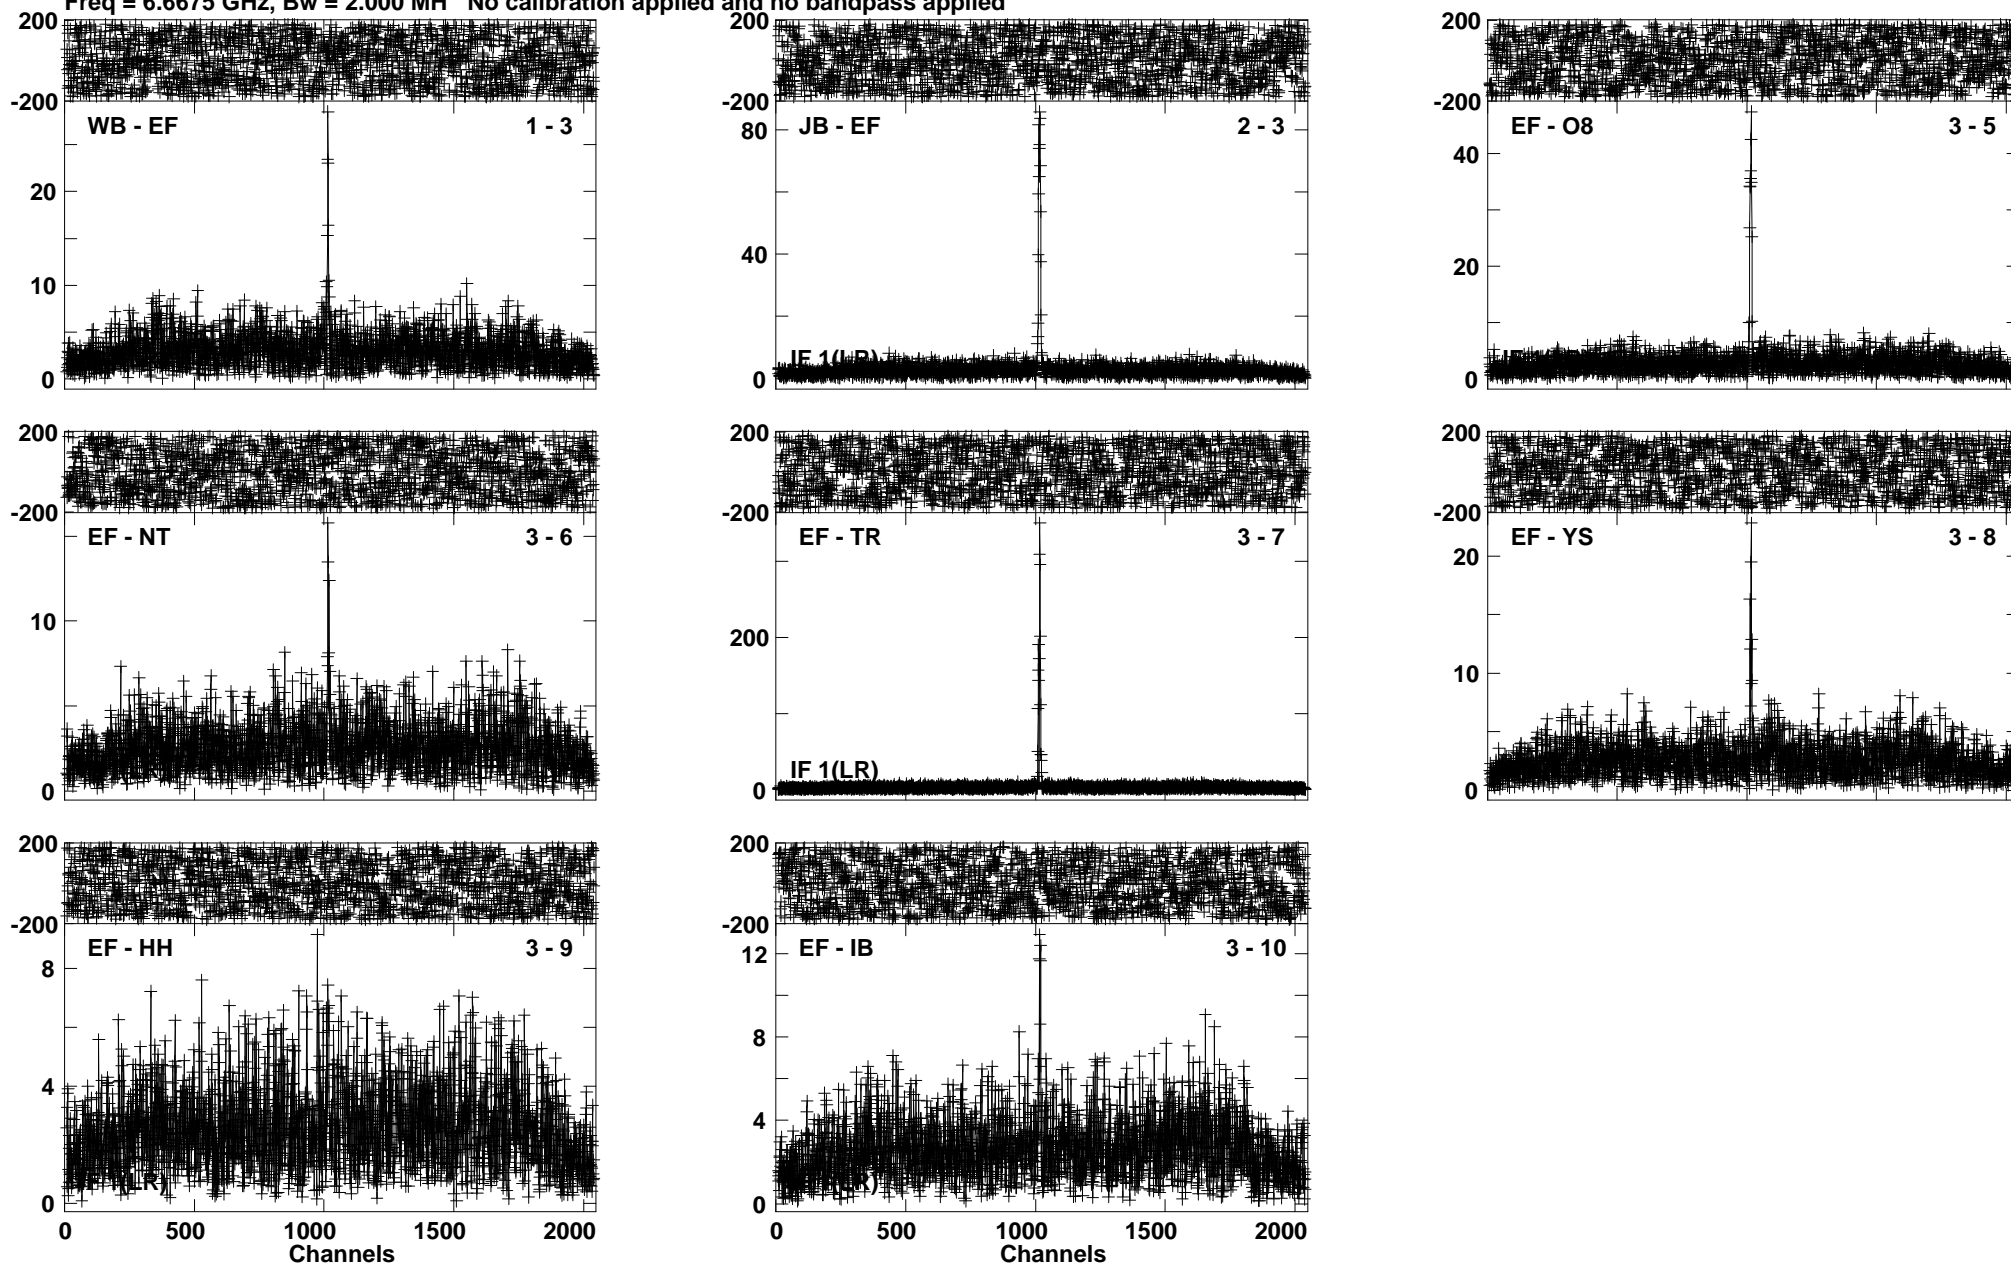 Freq = 6.6675 GHz, Bw = 2.000 MH No calibration applied and no bandpass applied
200
-200
WB - EF 1 - 3
20
10
0
200
-200
JB - EF 2 - 3
80
40
IF 1(LR)
0
200
-200
EF - O8 3 - 5
40
20
0
200
-200
EF - NT 3 - 6
10
0
200
-200
EF - TR 3 - 7
200
IF 1(LR)
0
200
-200
EF - YS 3 - 8
20
10
0
200
-200
EF - HH 3 - 9
8
4
0
0 500 1000 1500 2000
Channels
200
-200
EF - IB 3 - 10
12
8
4
0
0 500 1000 1500 2000
Channels